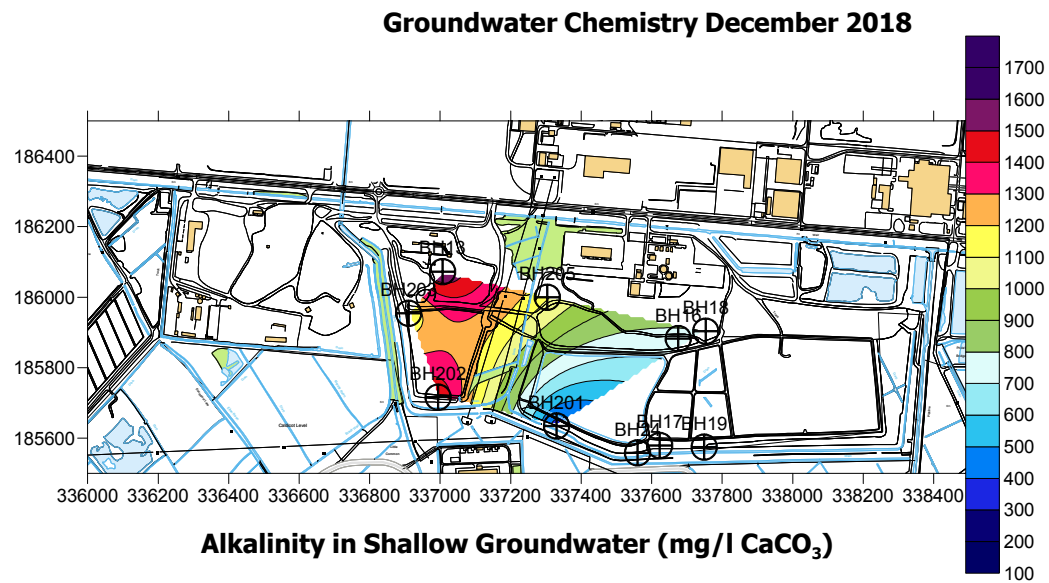 Groundwater Chemistry December 2018
1700
1600
1500
1400
1300
1200
1100
1000
900
800
700
600
500
400
300
200
100
186400
186200
186000
185800
185600
BH13
BH205
BH18
BH16
BH202
BH201
BH17
BH19
Caldicot Level
336000 336200 336400 336600 336800 337000 337200 337400 337600 337800 338000 338200 338400
Alkalinity in Shallow Groundwater (mg/l CaCO₃)